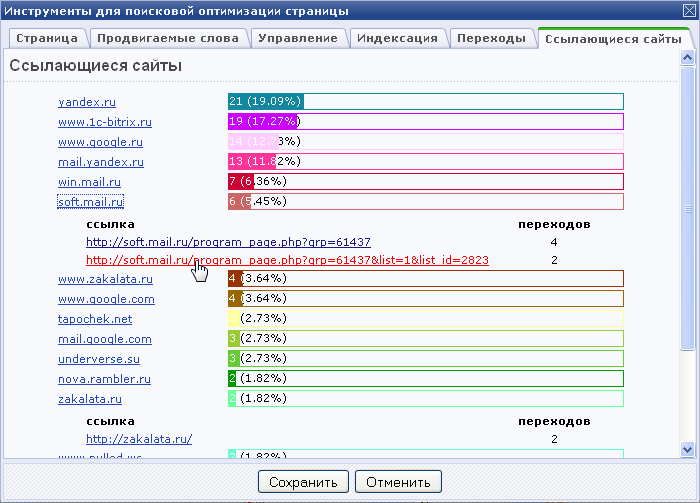 Инструменты для поисковой оптимизации страницы
Страница Продвигаемые слова Управление Индексация Переходы Ссылающиеся сайты
Ссылающиеся сайты
yandex.ru 21 (19.09%)
www.1c-bitrix.ru 19 (17.27%)
www.google.ru 14 (12.73%)
mail.yandex.ru 13 (11.82%)
win.mail.ru 7 (6.36%)
soft.mail.ru 6 (5.45%)
ссылка переходов
http://soft.mail.ru/program_page.php?grp=61437 4
http://soft.mail.ru/program_page.php?grp=61437&list=1&list_id=2823 2
www.zakalata.ru 4 (3.64%)
www.google.com 4 (3.64%)
tapochek.net 3 (2.73%)
mail.google.com 3 (2.73%)
underverse.su 3 (2.73%)
nova.rambler.ru 2 (1.82%)
zakalata.ru 2 (1.82%)
ссылка переходов
http://zakalata.ru/ 2
2 (1.82%)
Сохранить Отменить